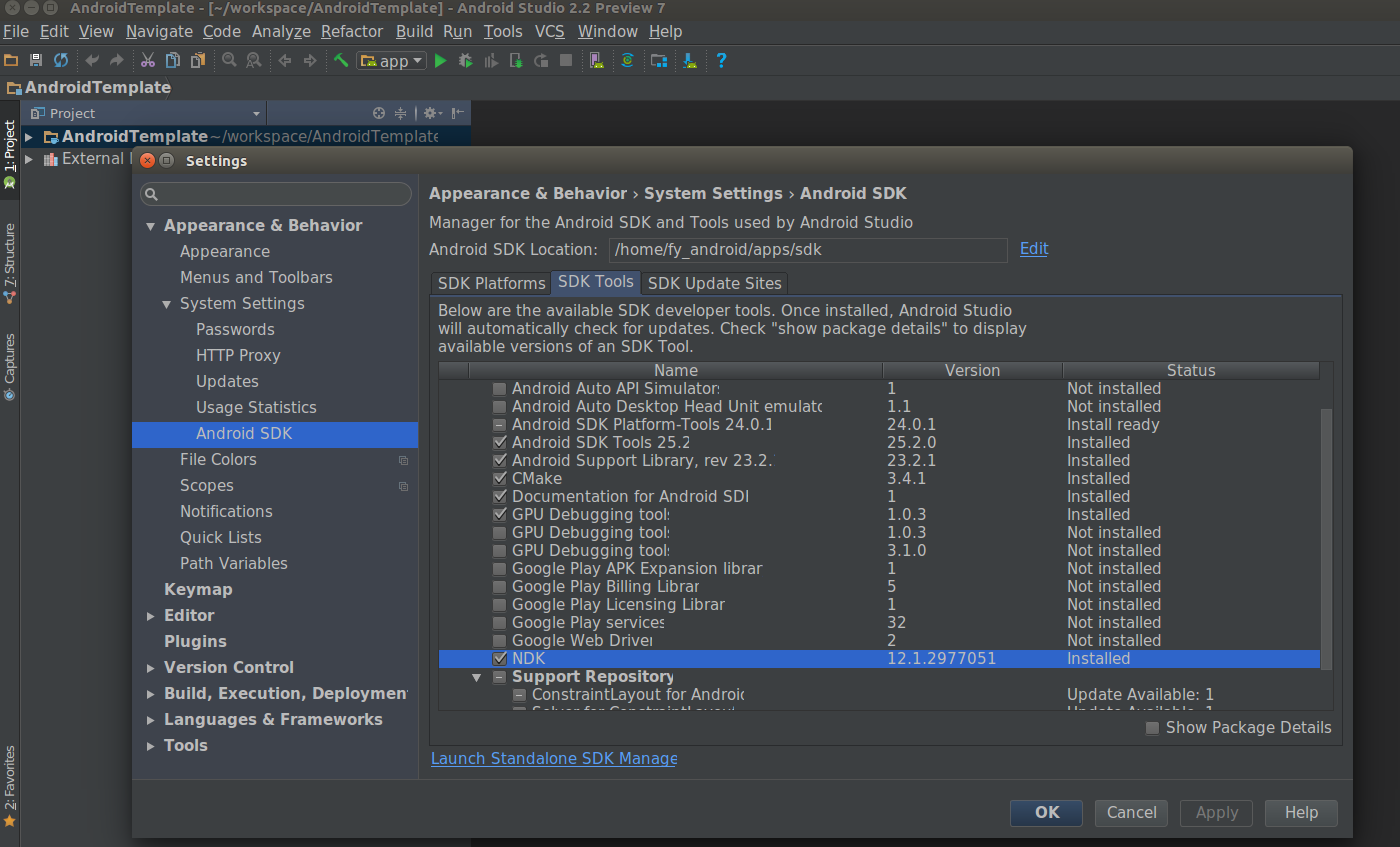 AndroidTemplate - [~/workspace/AndroidTemplate] - Android Studio 2.2 Preview 7
File Edit View Navigate Code Analyze Refactor Build Run Tools VCS Window Help
app
?
AndroidTemplate
Project
AndroidTemplate ~/workspace/AndroidTemplate
External
1: Project
7: Structure
Captures
2: Favorites
Settings
Appearance & Behavior
Appearance
Menus and Toolbars
System Settings
Passwords
HTTP Proxy
Updates
Usage Statistics
Android SDK
File Colors
Scopes
Notifications
Quick Lists
Path Variables
Keymap
Editor
Plugins
Version Control
Build, Execution, Deploymen
Languages & Frameworks
Tools
Appearance & Behavior › System Settings › Android SDK
Manager for the Android SDK and Tools used by Android Studio
Android SDK Location: /home/fy_android/apps/sdk Edit
SDK Platforms SDK Tools SDK Update Sites
Below are the available SDK developer tools. Once installed, Android Studio
will automatically check for updates. Check "show package details" to display
available versions of an SDK Tool.
Name Version Status
Android Auto API Simulators 1 Not installed
Android Auto Desktop Head Unit emulato 1.1 Not installed
Android SDK Platform-Tools 24.0.1 24.0.1 Install ready
Android SDK Tools 25.2 25.2.0 Installed
Android Support Library, rev 23.2. 23.2.1 Installed
CMake 3.4.1 Installed
Documentation for Android SDI 1 Installed
GPU Debugging tools 1.0.3 Installed
GPU Debugging tools 1.0.3 Not installed
GPU Debugging tools 3.1.0 Not installed
Google Play APK Expansion librar 1 Not installed
Google Play Billing Librar 5 Not installed
Google Play Licensing Librar 1 Not installed
Google Play services 32 Not installed
Google Web Driver 2 Not installed
NDK 12.1.2977051 Installed
Support Repository
ConstraintLayout for Android Update Available: 1
Solver for ConstraintLayout Update Available: 1
Show Package Details
Launch Standalone SDK Manage
OK Cancel Apply Help